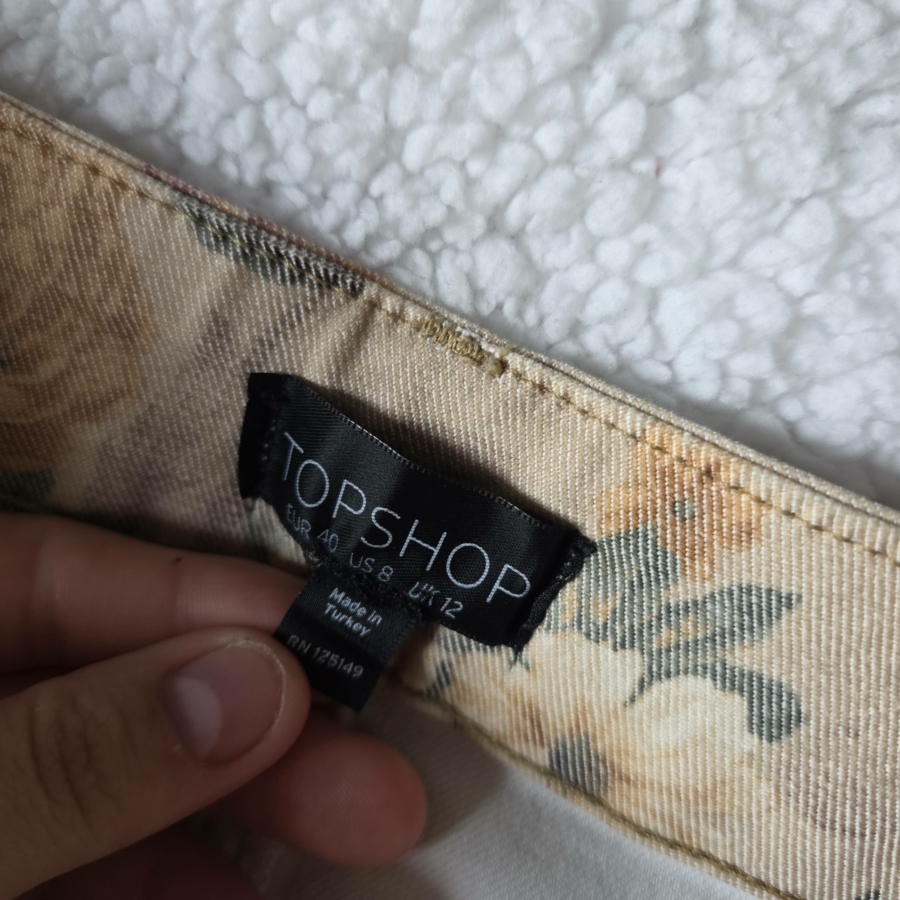 TOPSHOP
EUR 40 US 8 UK 12
Made in
Turkey
RN 125149